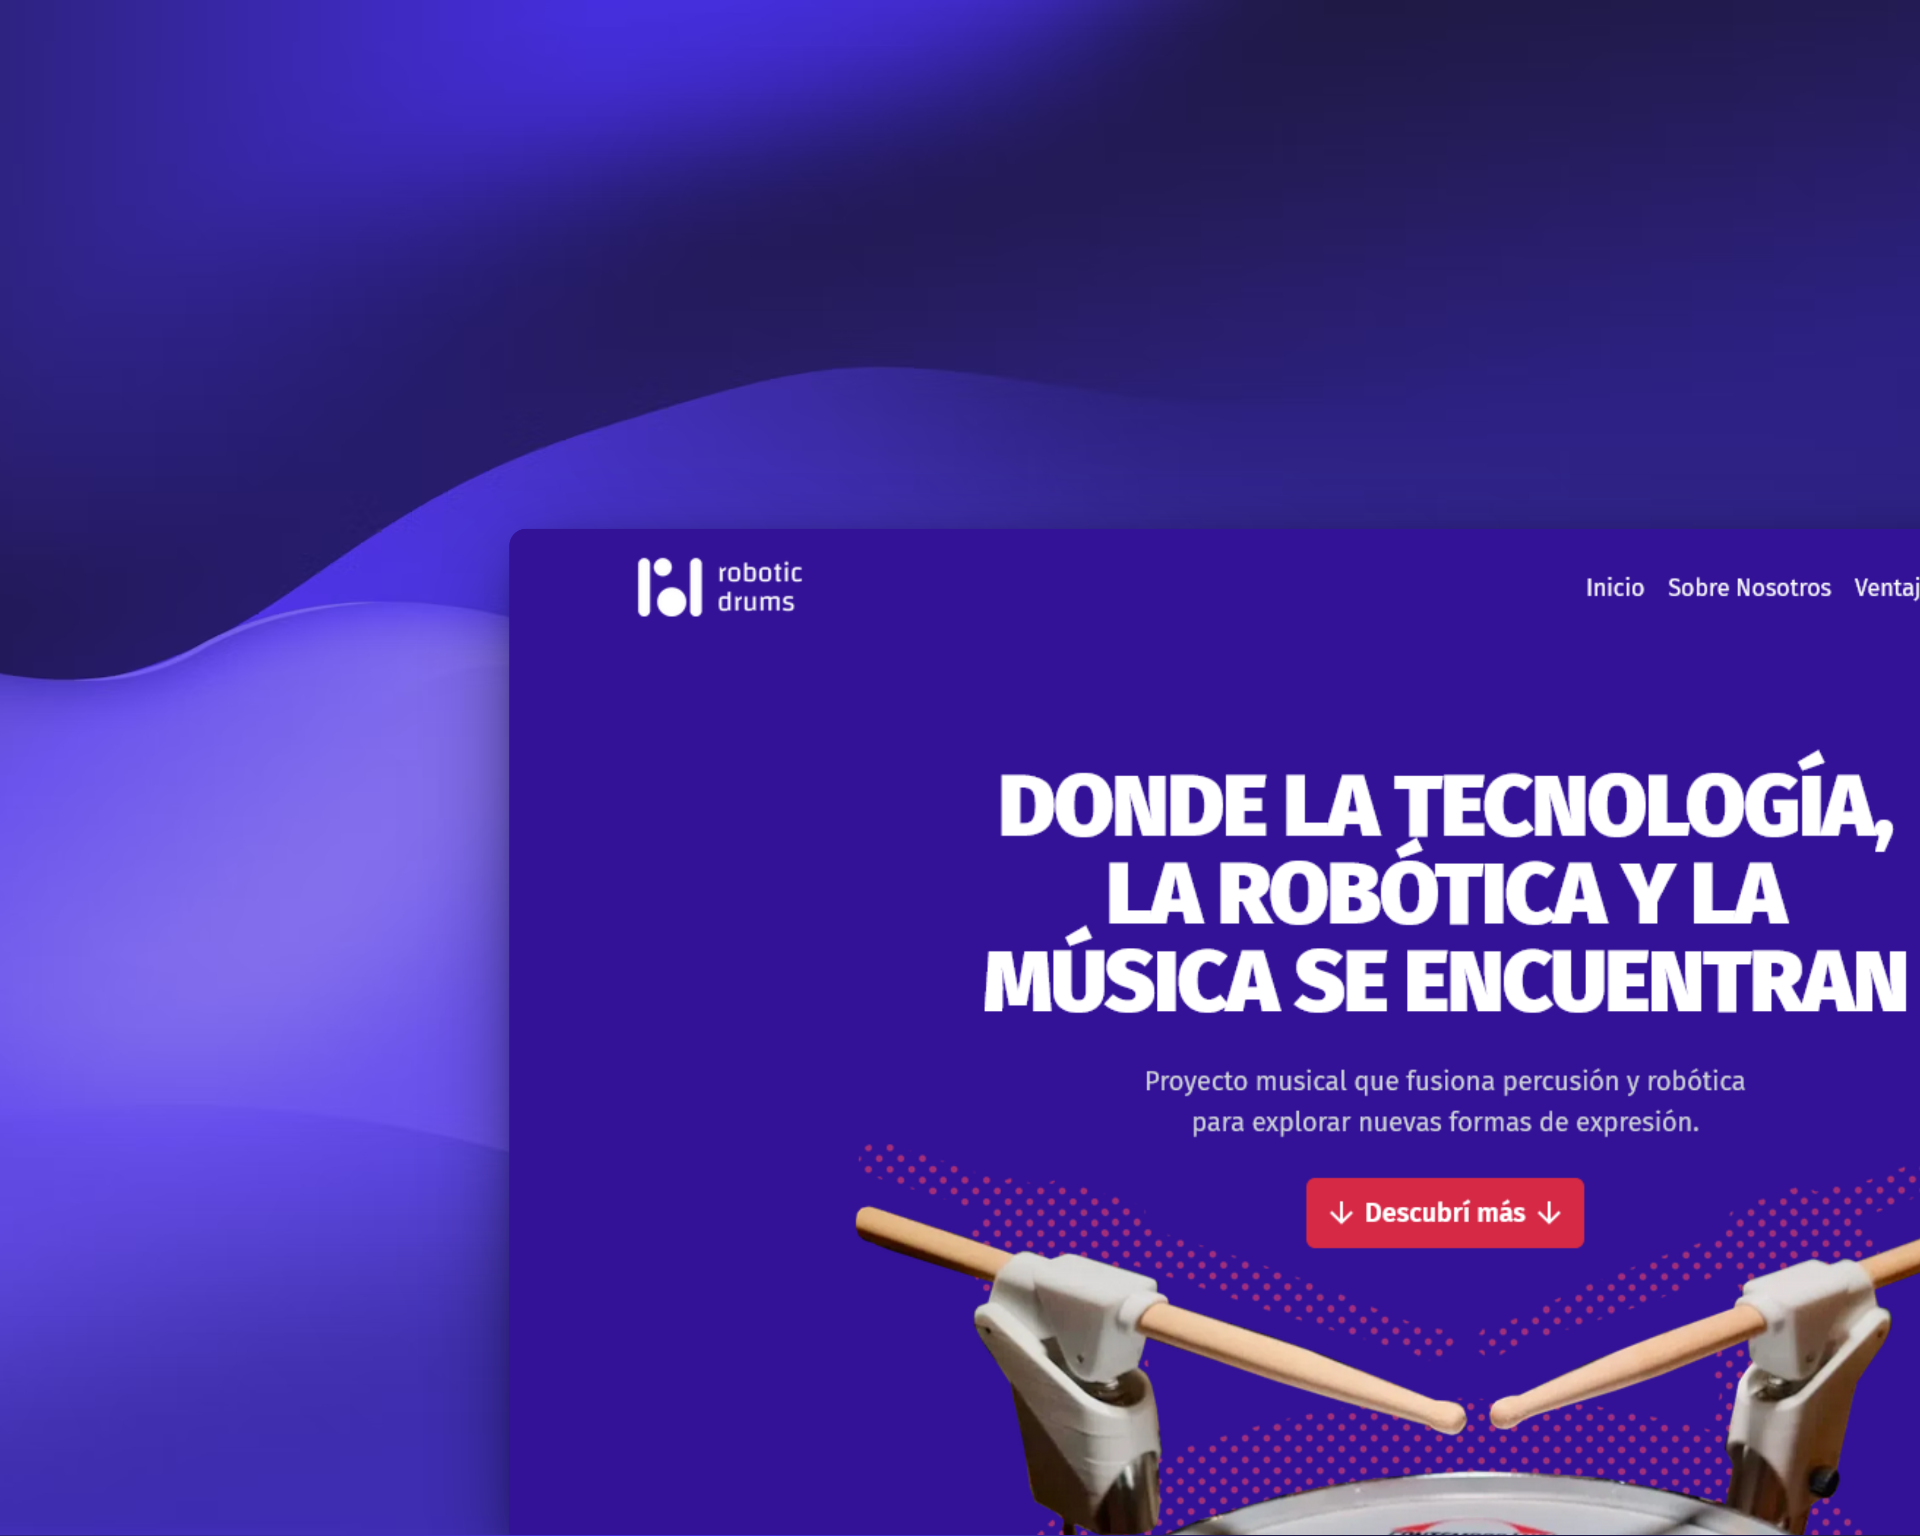 robotic
drums
Inicio Sobre Nosotros
DONDE LA TECNOLOGÍA,
LA ROBÓTICA Y LA
MÚSICA SE ENCUENTRAN
Proyecto musical que fusiona percusión y robótica
para explorar nuevas formas de expresión.
↓ Descubrí más ↓